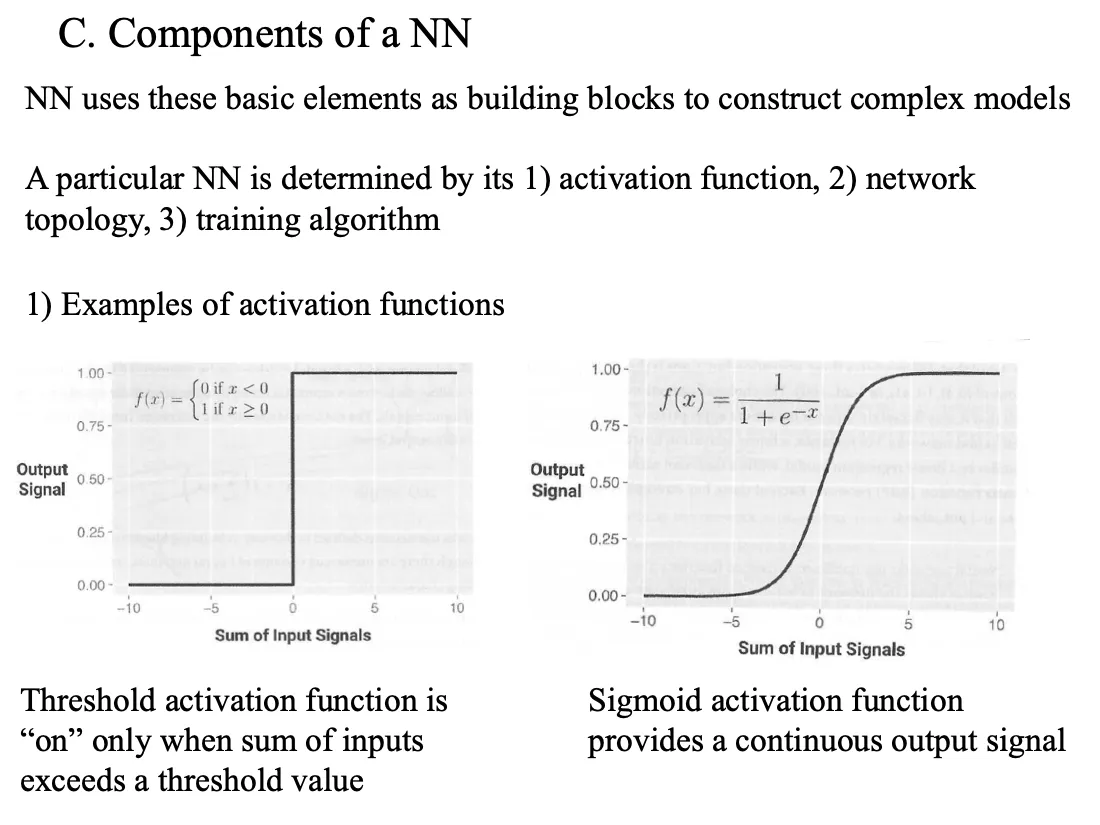 C. Components of a NN
NN uses these basic elements as building blocks to construct complex models
A particular NN is determined by its 1) activation function, 2) network
topology, 3) training algorithm
1) Examples of activation functions
1.00
0.75
0.50
0.25
0.00
Output
Signal
f(x) = {0 if x < 0
1 if x ≥ 0
-10 -5 0 5 10
Sum of Input Signals
1.00
0.75
0.50
0.25
0.00
Output
Signal
f(x) = 1 / 1 + e^{-x}
-10 -5 0 5 10
Sum of Input Signals
Threshold activation function is
“on” only when sum of inputs
exceeds a threshold value
Sigmoid activation function
provides a continuous output signal